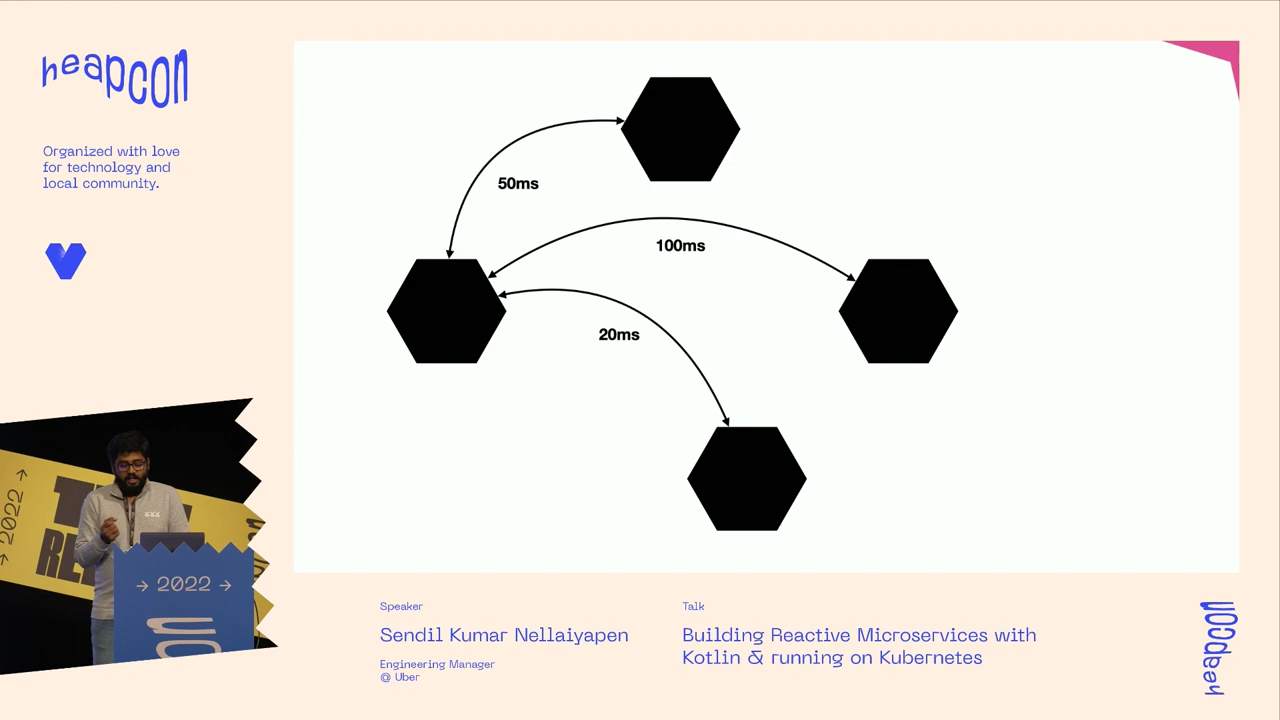 heapcon
Organized with love
for technology and
local community.
50ms
100ms
20ms
→ 2022 →
→ 2022 →
Speaker
Sendil Kumar Nellaiyapen
Engineering Manager
@ Uber
Talk
Building Reactive Microservices with
Kotlin & running on Kubernetes
heapcon